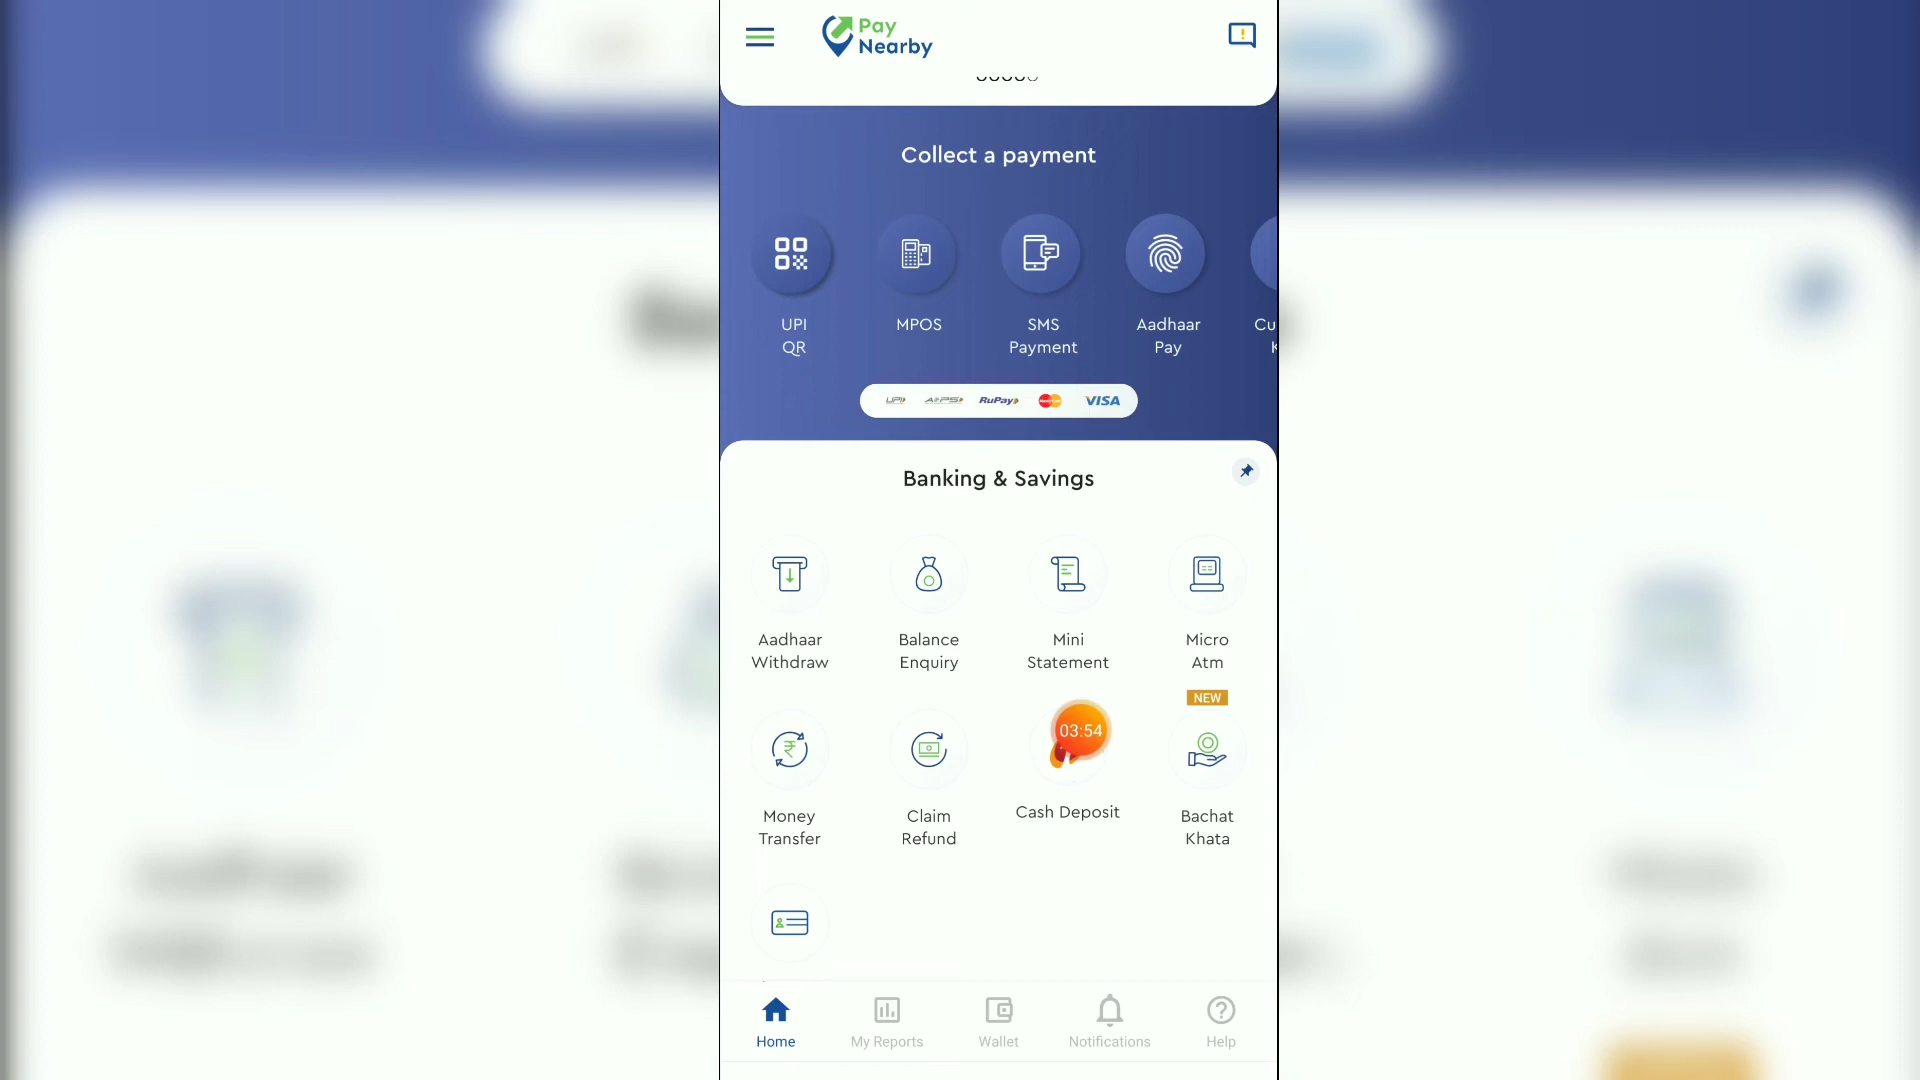 Pay
Nearby
Collect a payment
UPI
QR
MPOS
SMS
Payment
Aadhaar
Pay
Cu
UPI
RuPay
VISA
Banking & Savings
Aadhaar
Withdraw
Balance
Enquiry
Mini
Statement
Micro
Atm
NEW
03:54
Money
Transfer
Claim
Refund
Cash Deposit
Bachat
Khata
Home
My Reports
Wallet
Notifications
Help